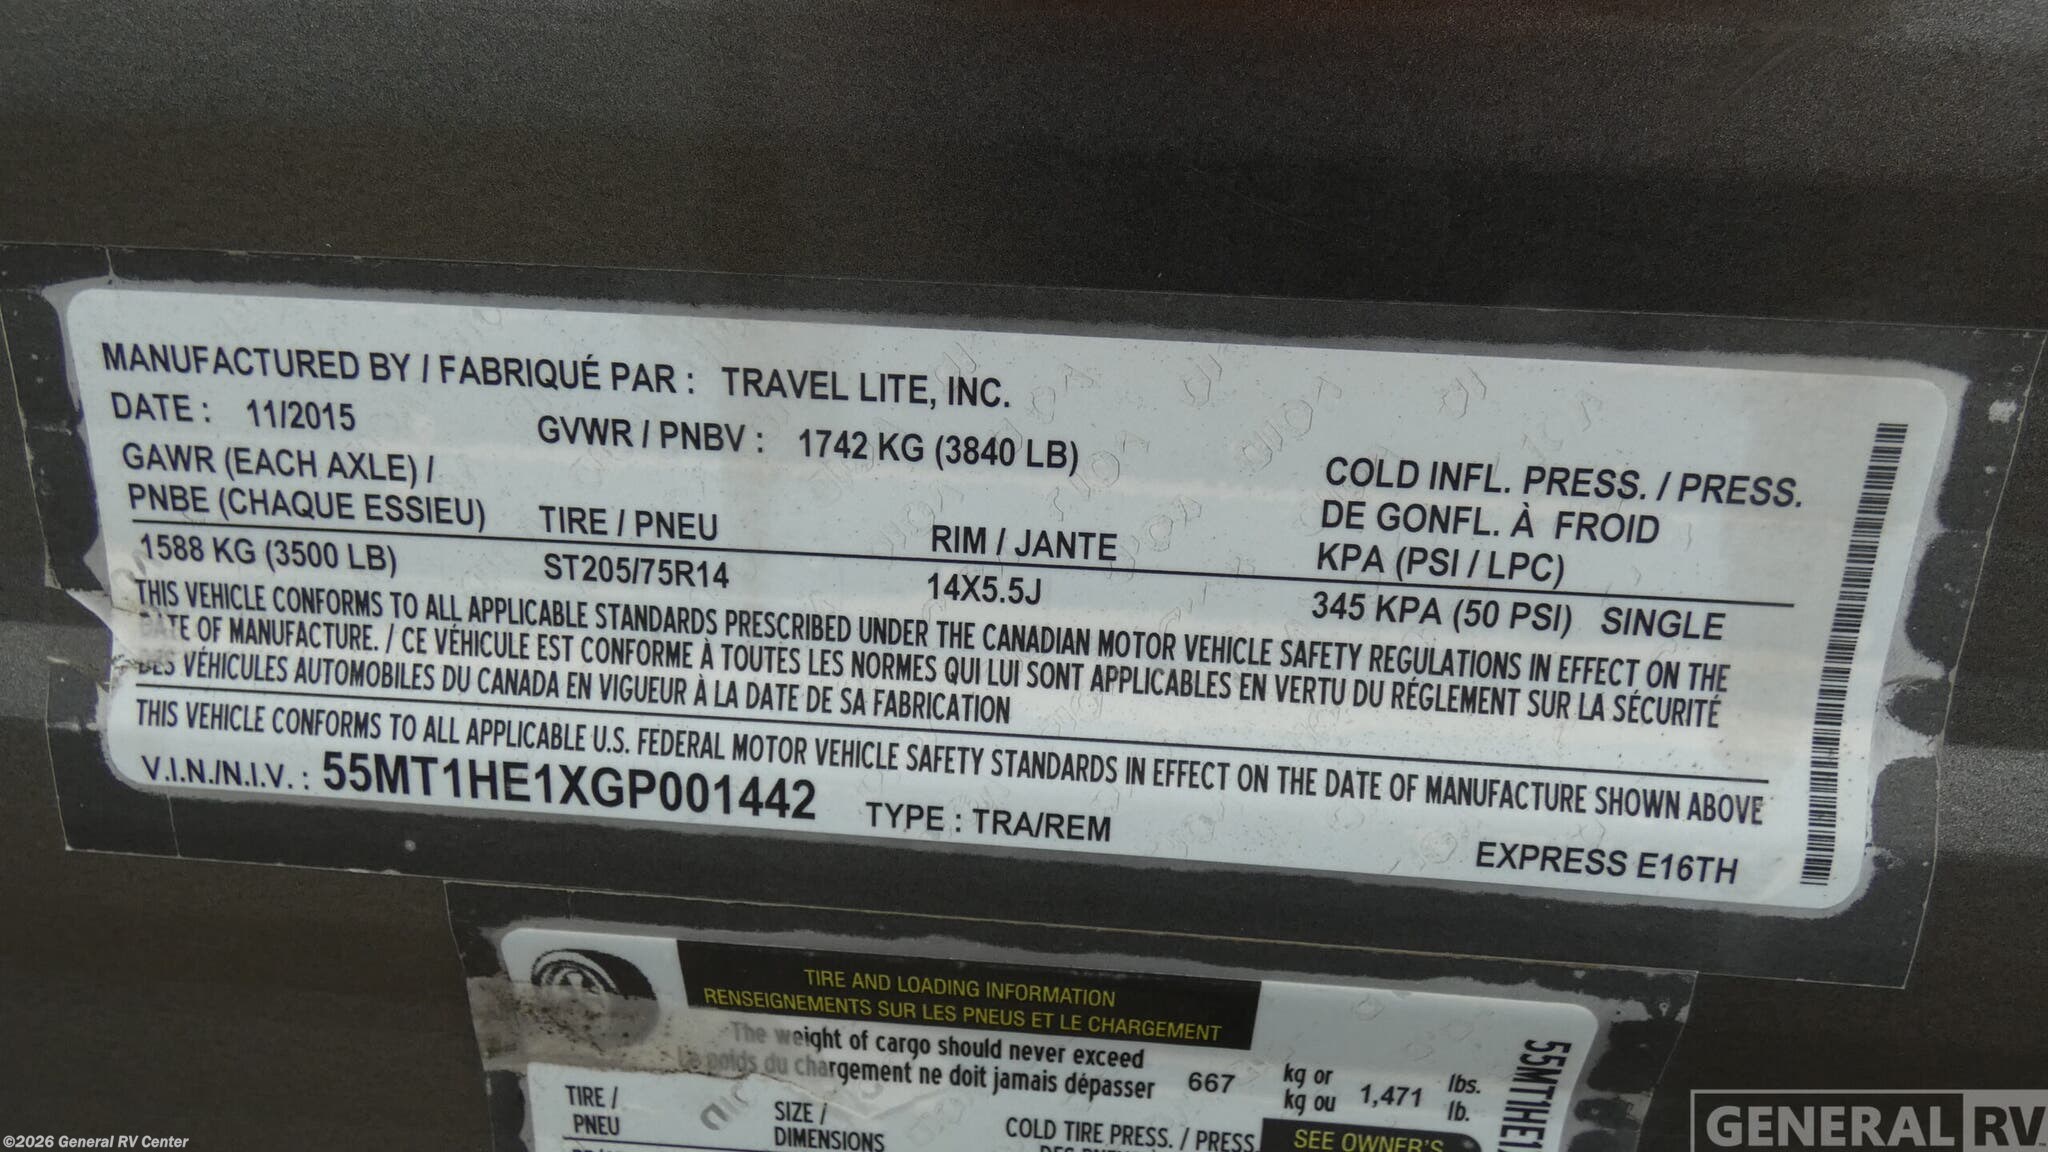 MANUFACTURED BY / FABRIQUÉ PAR : TRAVEL LITE, INC.
DATE : 11/2015 GVWR / PNBV : 1742 KG (3840 LB)
GAWR (EACH AXLE) /
PNBE (CHAQUE ESSIEU) TIRE / PNEU RIM / JANTE
COLD INFL. PRESS. / PRESS.
DE GONFL. À FROID
KPA (PSI / LPC)
1588 KG (3500 LB) ST205/75R14 14X5.5J 345 KPA (50 PSI) SINGLE
THIS VEHICLE CONFORMS TO ALL APPLICABLE STANDARDS PRESCRIBED UNDER THE CANADIAN MOTOR VEHICLE SAFETY REGULATIONS IN EFFECT ON THE
DATE OF MANUFACTURE. / CE VÉHICULE EST CONFORME À TOUTES LES NORMES QUI LUI SONT APPLICABLES EN VERTU DU RÉGLEMENT SUR LA SÉCURITÉ
DES VÉHICULES AUTOMOBILES DU CANADA EN VIGUEUR À LA DATE DE SA FABRICATION
THIS VEHICLE CONFORMS TO ALL APPLICABLE U.S. FEDERAL MOTOR VEHICLE SAFETY STANDARDS IN EFFECT ON THE DATE OF MANUFACTURE SHOWN ABOVE
V.I.N./N.I.V. : 55MT1HE1XGP001442 TYPE : TRA/REM
EXPRESS E16TH
TIRE AND LOADING INFORMATION
RENSEIGNEMENTS SUR LES PNEUS ET LE CHARGEMENT
The weight of cargo should never exceed
Le poids du chargement ne doit jamais dépasser 667 kg or
kg ou 1,471 lbs.
lb.
TIRE /
PNEU
SIZE /
DIMENSIONS
COLD TIRE PRESS. / PRESS.
SEE OWNER'S
55MT1HE1
©2026 General RV Center
GENERAL RV